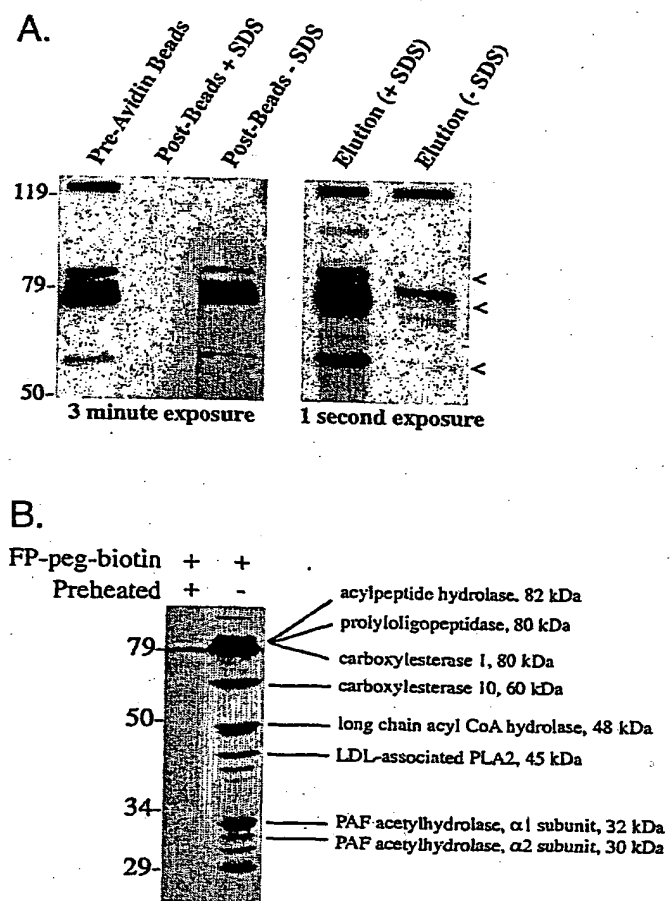 A.
Pre-Avidin Beads
Post-Beads + SDS
Post-Beads - SDS
Elution (+ SDS)
Elution (- SDS)
119-
79-
50-
<
<
<
3 minute exposure
1 second exposure
B.
FP-peg-biotin + +
Preheated + -
79-
50-
34-
29-
acylpeptide hydrolase, 82 kDa
prolyloligopeptidase, 80 kDa
carboxylesterase 1, 80 kDa
carboxylesterase 10, 60 kDa
long chain acyl CoA hydrolase, 48 kDa
LDL-associated PLA2, 45 kDa
PAF acetylhydrolase, α1 subunit, 32 kDa
PAF acetylhydrolase, α2 subunit, 30 kDa